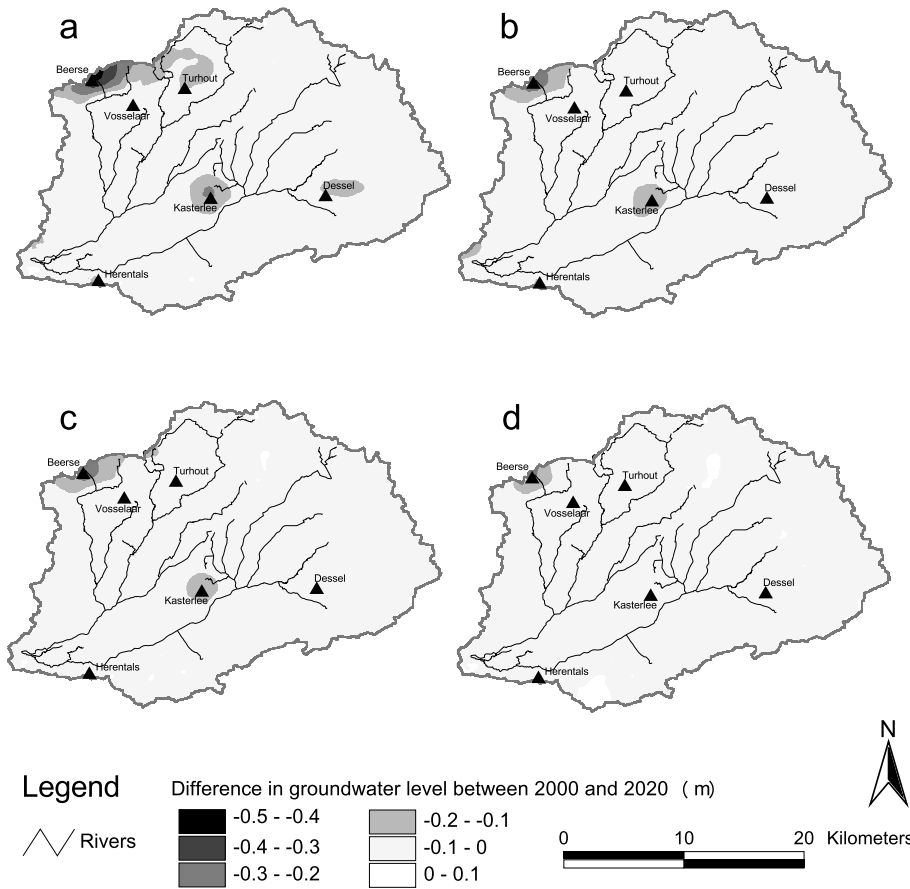 a
b
Beerse
Turhout
Vosselaar
Dessel
Kasterlee
Herentals
Beerse
Turhout
Vosselaar
Dessel
Kasterlee
Herentals
c
d
Beerse
Turhout
Vosselaar
Dessel
Kasterlee
Herentals
Beerse
Turhout
Vosselaar
Dessel
Kasterlee
Herentals
N
Legend
Rivers
Difference in groundwater level between 2000 and 2020 ( m)
-0.5 - -0.4
-0.4 - -0.3
-0.3 - -0.2
-0.2 - -0.1
-0.1 - 0
0 - 0.1
0 10 20 Kilometers